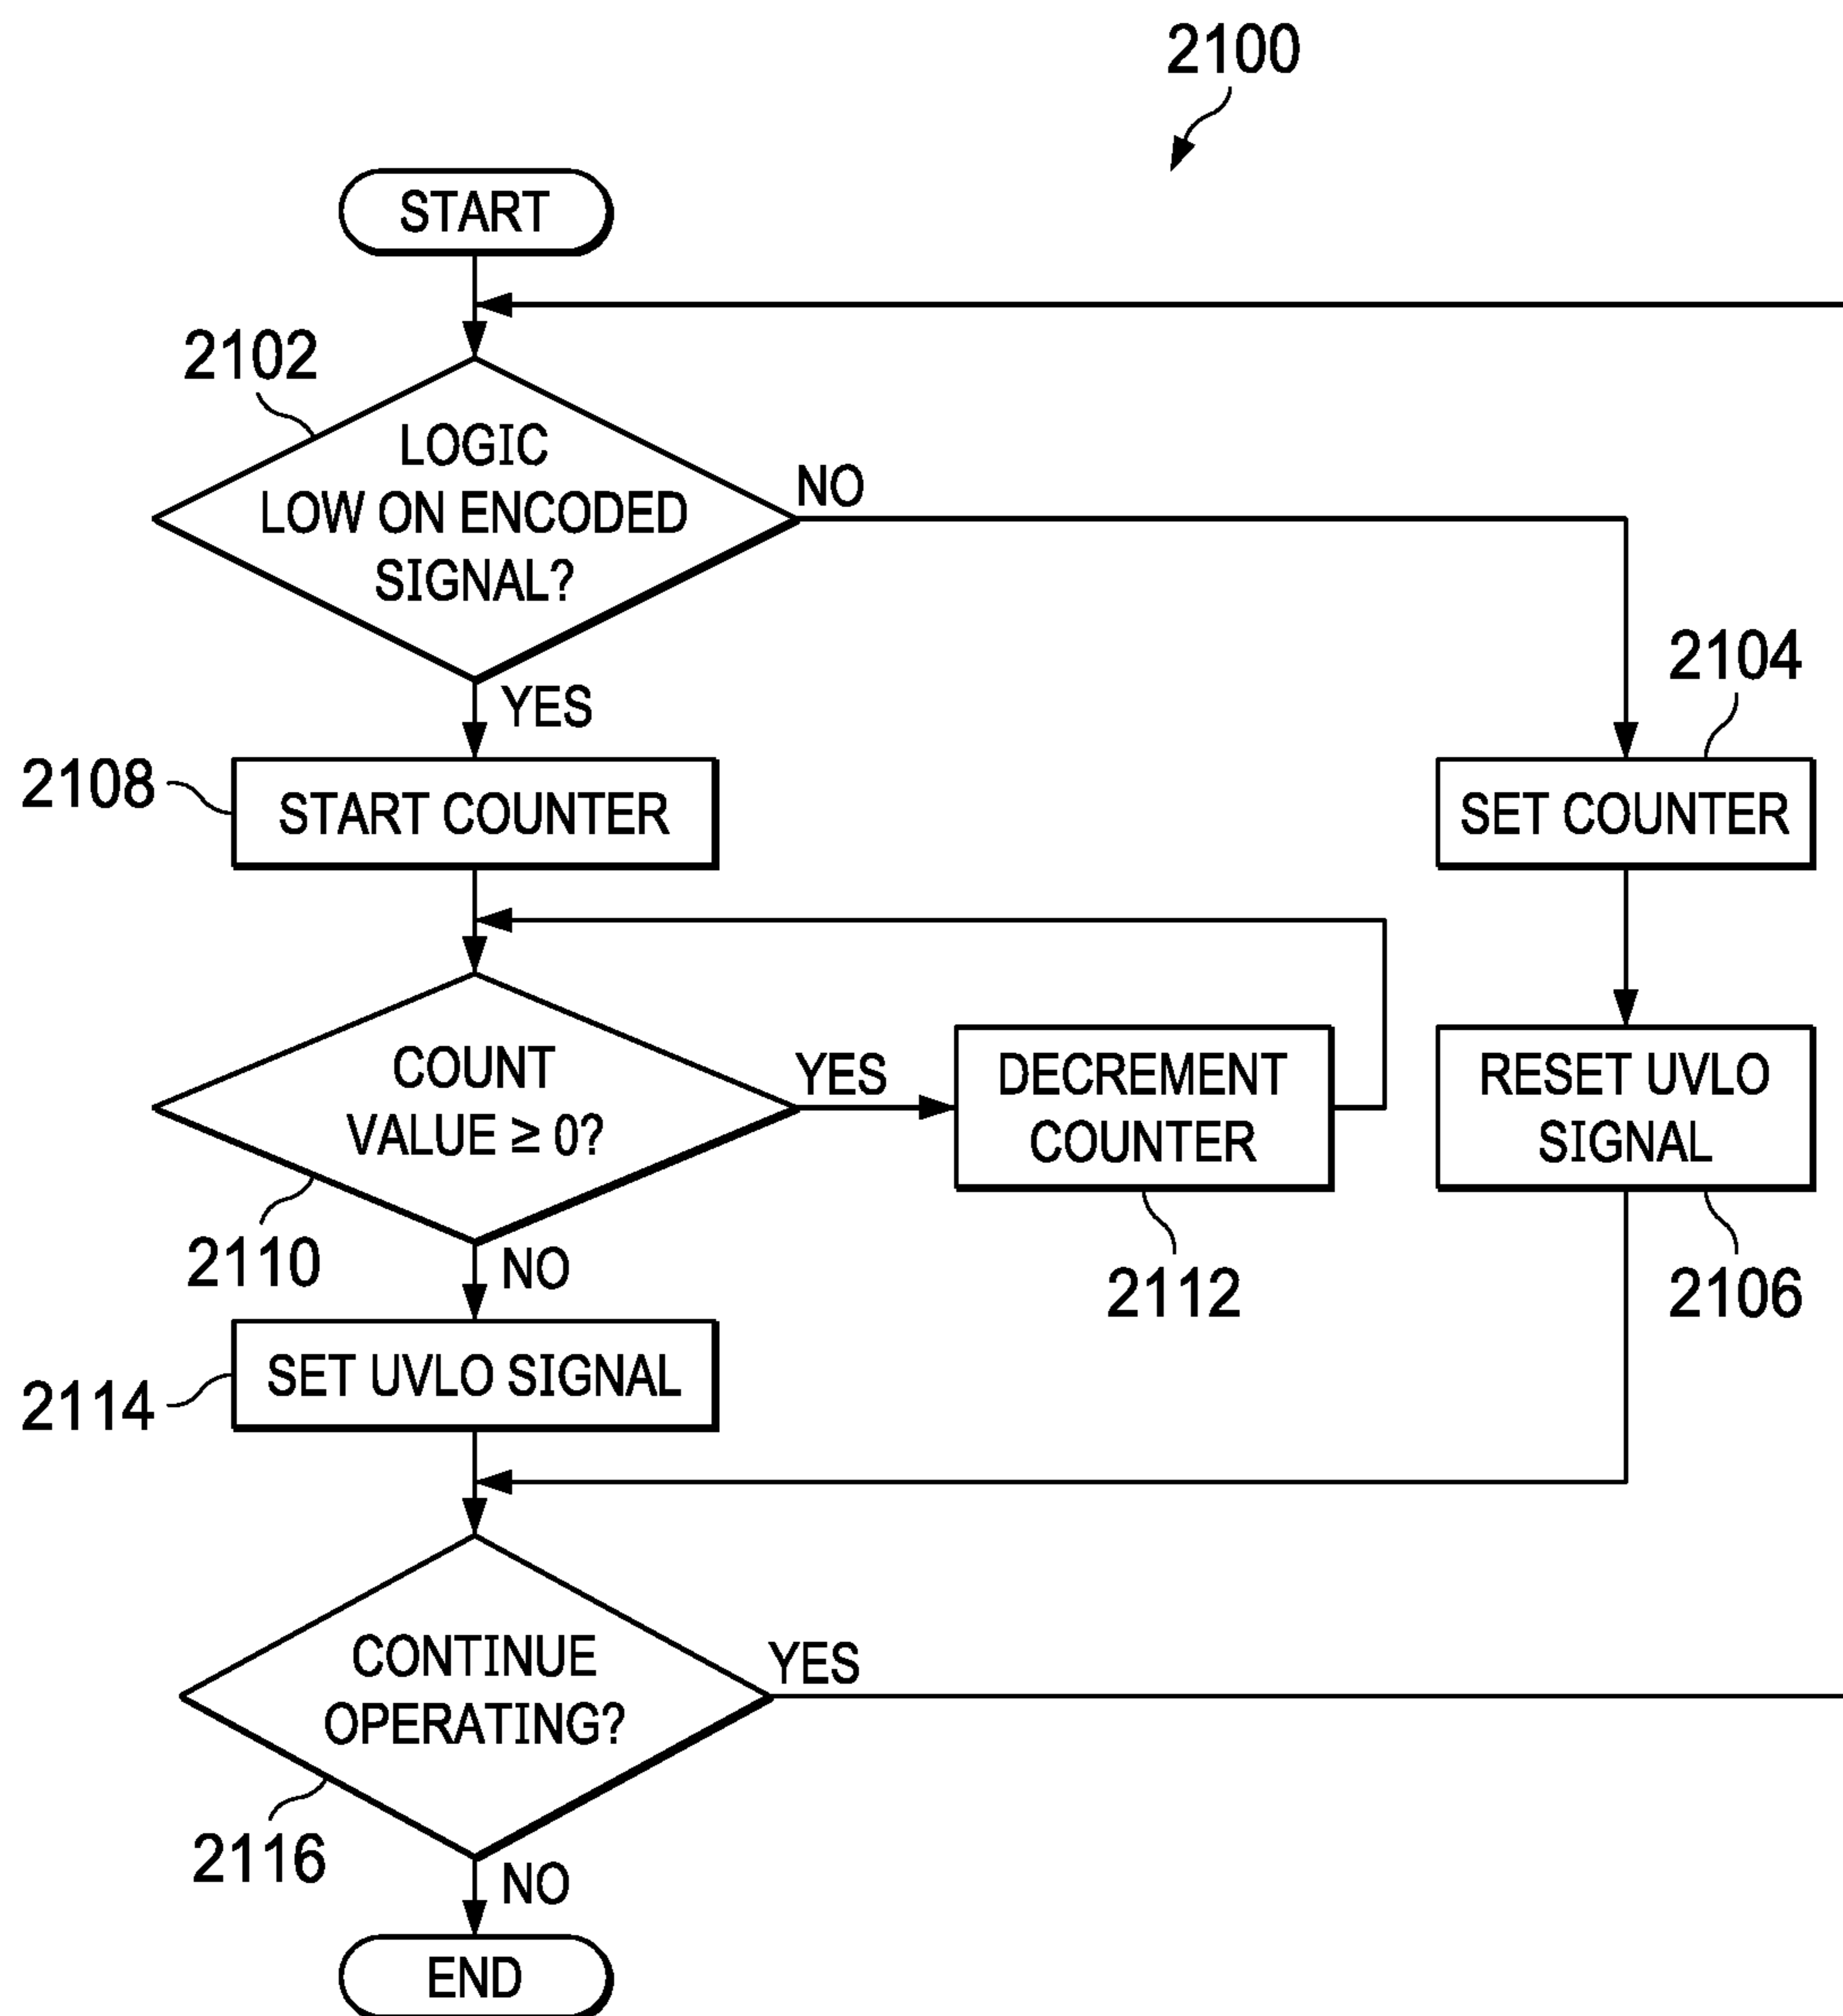 2100
START
2102
LOGIC
LOW ON ENCODED
SIGNAL?
NO
YES
2104
2108
START COUNTER
SET COUNTER
COUNT
VALUE ≥ 0?
YES
DECREMENT
COUNTER
RESET UVLO
SIGNAL
2110
NO
2112
2106
SET UVLO SIGNAL
2114
CONTINUE
OPERATING?
YES
2116
NO
END